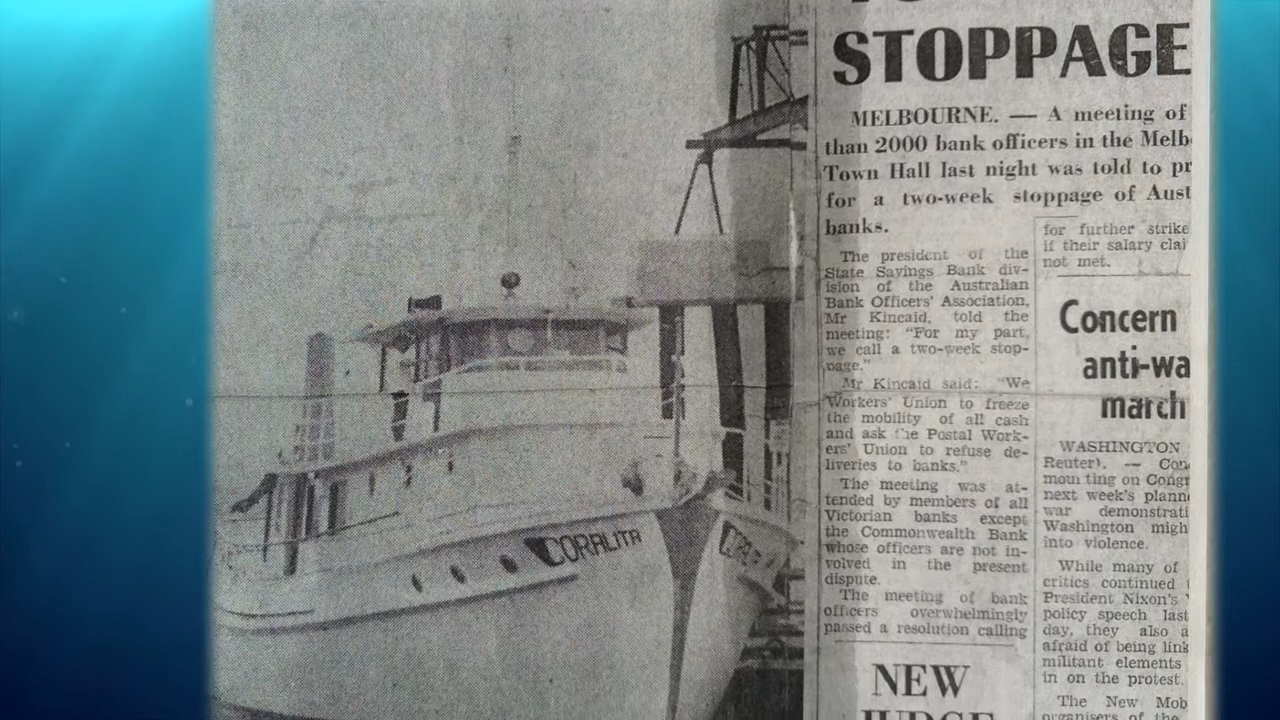 CORALITA
STOPPAGE
MELBOURNE. — A meeting of
than 2000 bank officers in the Melb
Town Hall last night was told to pr
for a two-week stoppage of Aust
banks.
The president of the
State Savings Bank div-
ision of the Australian
Bank Officers' Association,
Mr Kincaid, told the
meeting: "For my part,
we call a two-week stop-
page."
Mr Kincaid said: "We
Workers' Union to freeze
the mobility of all cash
and ask the Postal Work-
ers' Union to refuse de-
liveries to banks."
The meeting was at-
tended by members of all
Victorian banks except
the Commonwealth Bank
whose officers are not in-
volved in the present
dispute.
The meeting of bank
officers overwhelmingly
passed a resolution calling
NEW
JUDGE
for further strike
if their salary clai
not met.
Concern
anti-wa
march
WASHINGTON
Reuter). — Con
mounting on Congr
next week's plann
war demonstrati
Washington migh
into violence.
While many of
critics continued
President Nixon's
policy speech last
day, they also a
afraid of being link
militant elements
in on the protest.
The New Mob
organisers of the